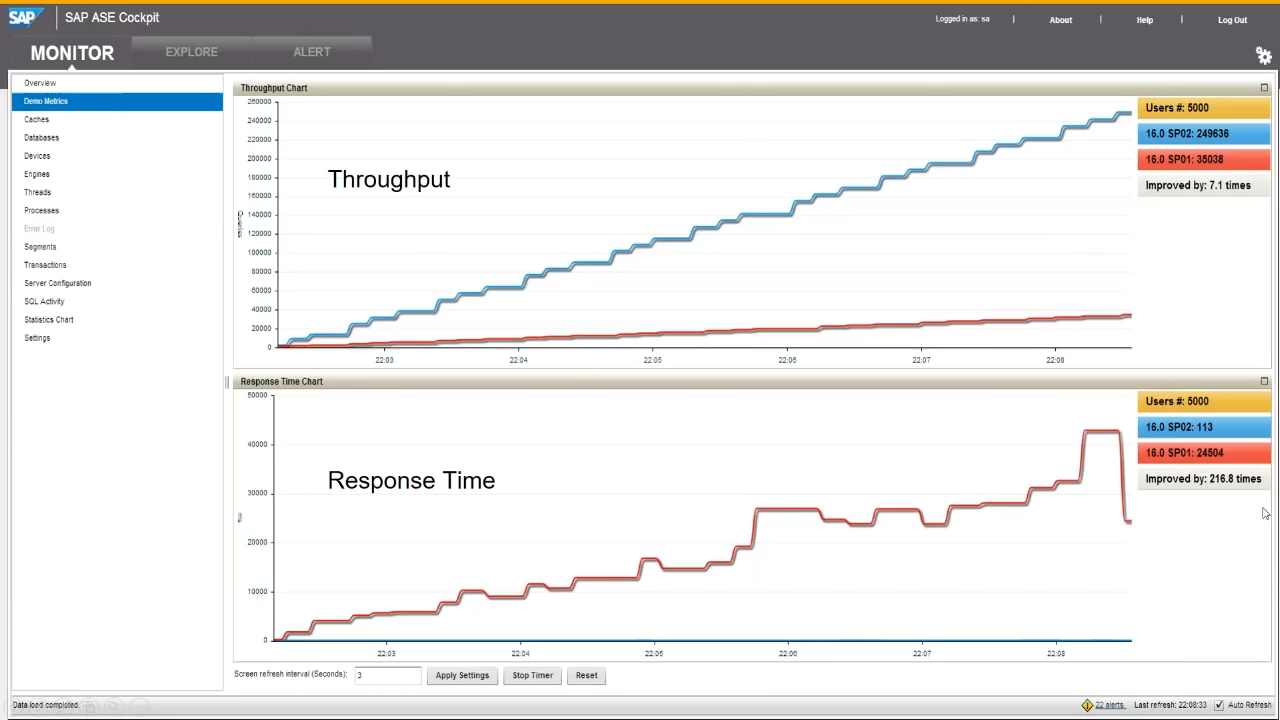 SAP
SAP ASE Cockpit
Logged in as: sa | About | Help | Log Out
MONITOR
EXPLORE
ALERT
Overview
Demo Metrics
Caches
Databases
Devices
Engines
Threads
Processes
Error Log
Segments
Transactions
Server Configuration
SQL Activity
Statistics Chart
Settings
Throughput Chart
260000
240000
220000
200000
180000
160000
140000
120000
100000
80000
60000
40000
20000
0
Queries
Throughput
22:03 22:04 22:05 22:06 22:07 22:08
Users #: 5000
16.0 SP02: 249636
16.0 SP01: 35038
Improved by: 7.1 times
Response Time Chart
50000
40000
30000
20000
10000
0
ms
Response Time
22:03 22:04 22:05 22:06 22:07 22:08
Users #: 5000
16.0 SP02: 113
16.0 SP01: 24504
Improved by: 216.8 times
Screen refresh interval (Seconds): 3 Apply Settings Stop Timer Reset
Data load completed. 22 alerts. Last refresh: 22:08:33 Auto Refresh